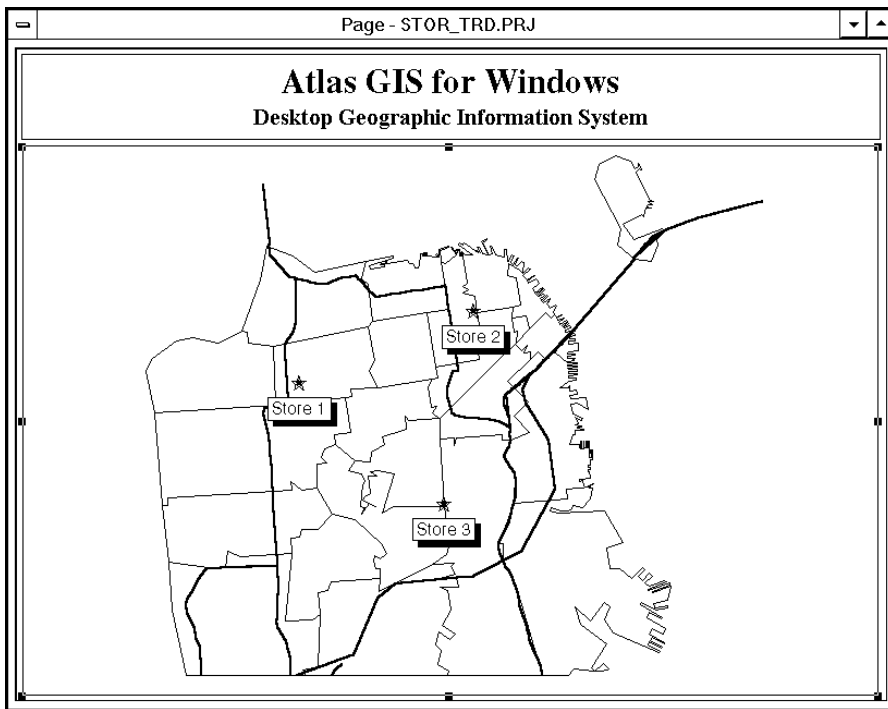 Page - STOR_TRD.PRJ
Atlas GIS for Windows
Desktop Geographic Information System
Store 2
Store 1
Store 3